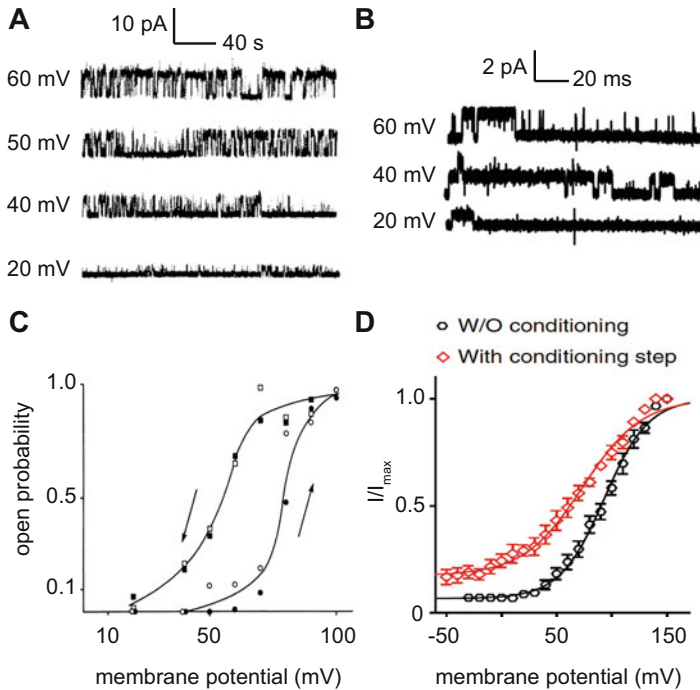 A
10 pA
40 s
60 mV
50 mV
40 mV
20 mV
B
2 pA
20 ms
60 mV
40 mV
20 mV
C
open probability
1.0
0.5
0.1
10 50 100
membrane potential (mV)
D
W/O conditioning
With conditioning step
I/Imax
1.0
0.5
0
-50 50 150
membrane potential (mV)